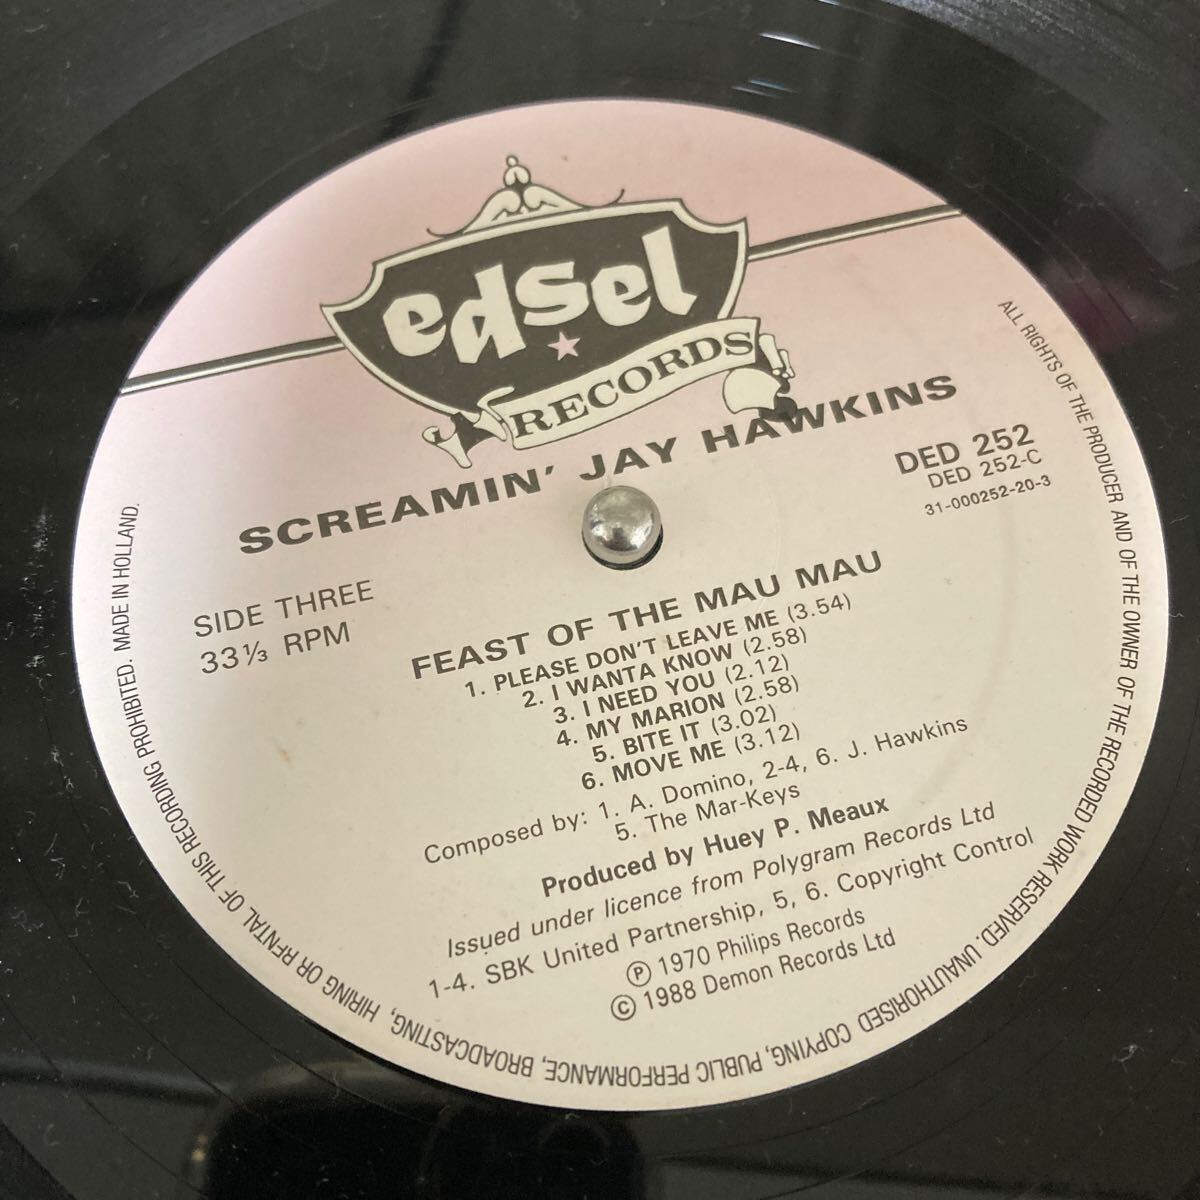 edsel
RECORDS
SCREAMIN' JAY HAWKINS
DED 252
DED 252-C
31-000252-20-3
SIDE THREE
33⅓ RPM
FEAST OF THE MAU MAU
1. PLEASE DON'T LEAVE ME (3.54)
2. I WANTA KNOW (2.58)
3. I NEED YOU (2.12)
4. MY MARION (2.58)
5. BITE IT (3.02)
6. MOVE ME (3.12)
Composed by: 1. A. Domino, 2-4, 6. J. Hawkins
5. The Mar-Keys
Produced by Huey P. Meaux
Issued under licence from Polygram Records Ltd
1-4. SBK United Partnership, 5, 6. Copyright Control
℗ 1970 Philips Records
© 1988 Demon Records Ltd
ALL RIGHTS OF THE PRODUCER AND OF THE OWNER OF THE RECORDED WORK RESERVED. UNAUTHORISED COPYING, PUBLIC PERFORMANCE, BROADCASTING, HIRING OR RENTAL OF THIS RECORDING PROHIBITED. MADE IN HOLLAND.